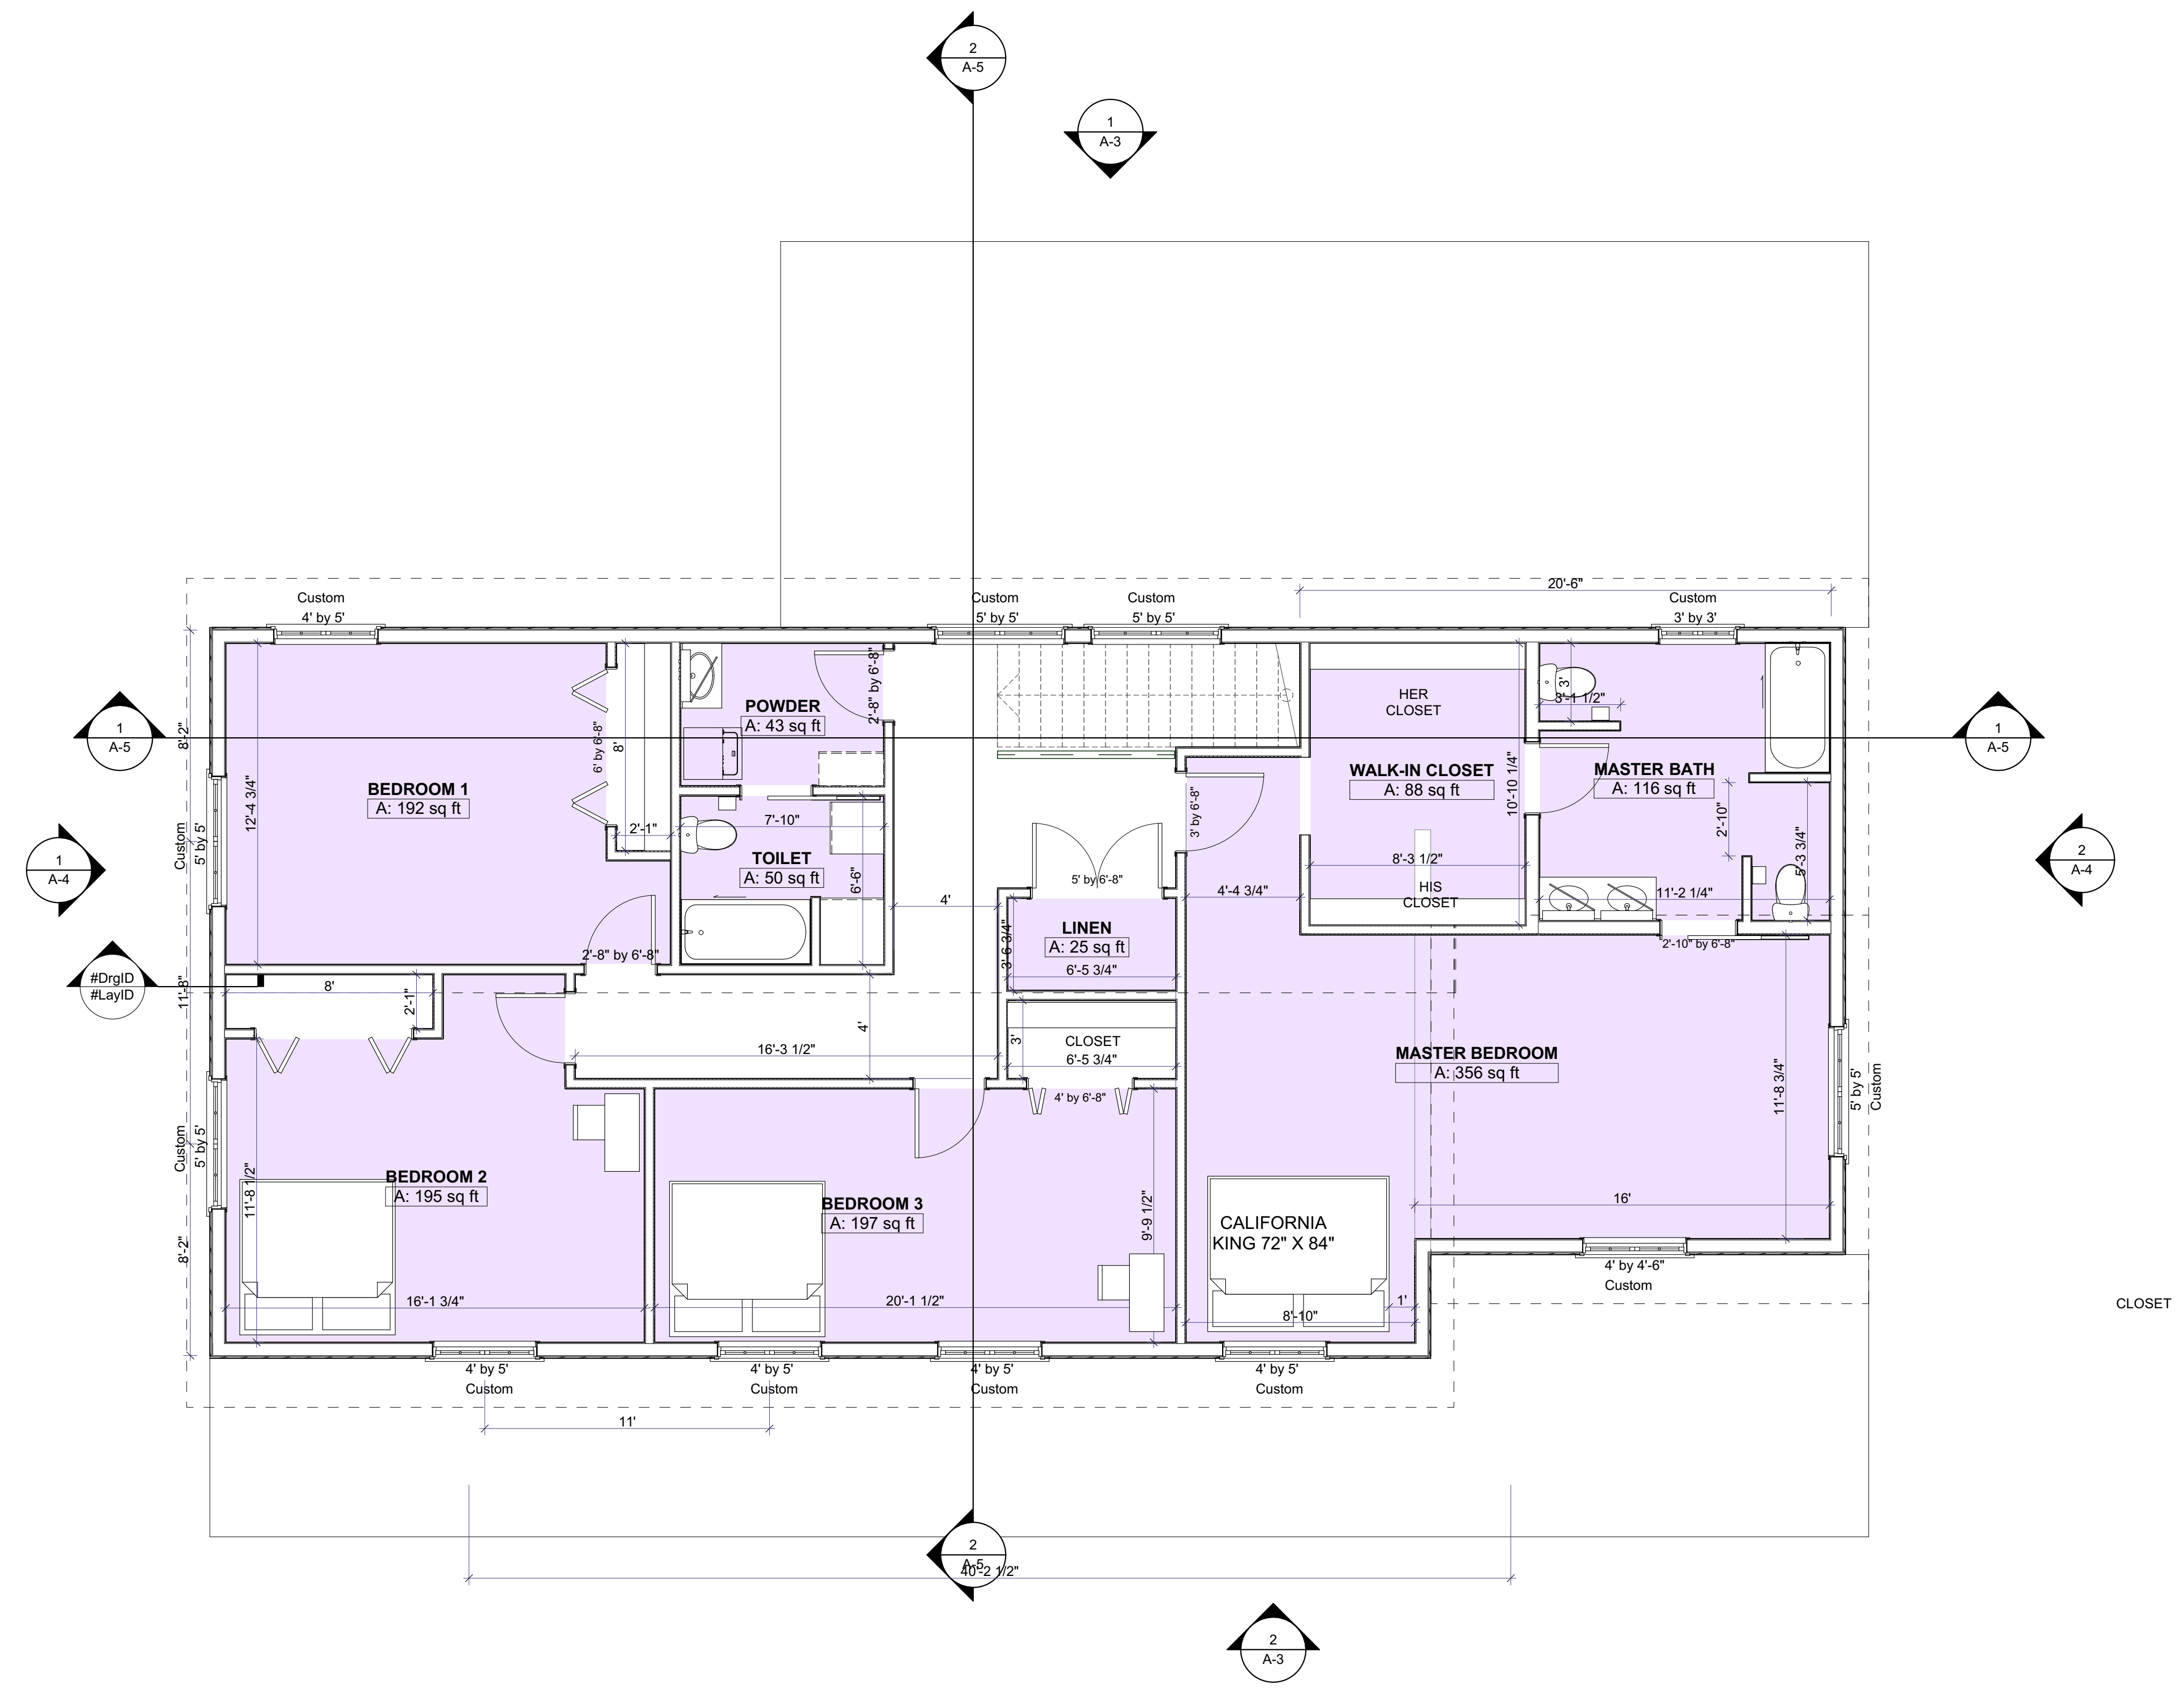 2
A-5
1
A-3
20'-6"
Custom
4' by 5'
Custom
5' by 5'
Custom
5' by 5'
Custom
3' by 3'
8'-2"
12'-4 3/4"
6' by 6'-8"
8'
2'-1"
BEDROOM 1
A: 192 sq ft
POWDER
A: 43 sq ft
2'-8" by 6'-8"
7'-10"
TOILET
A: 50 sq ft
6'-6"
HER
CLOSET
WALK-IN CLOSET
A: 88 sq ft
10'-10 1/4"
8'-3 1/2"
HIS
CLOSET
3'
3'-1 1/2"
MASTER BATH
A: 116 sq ft
2'-10"
5'-3 3/4"
11'-2 1/4"
2'-10" by 6'-8"
1
A-5
1
A-5
1
A-4
2
A-4
Custom
5' by 5'
3' by 6'-8"
5' by 6'-8"
4'-4 3/4"
4'
LINEN
A: 25 sq ft
3'-6 3/4"
6'-5 3/4"
2'-8" by 6'-8"
#DrgID
#LayID
11'-8"
8'
2'-1"
16'-3 1/2"
4'
3'
CLOSET
6'-5 3/4"
4' by 6'-8"
MASTER BEDROOM
A: 356 sq ft
11'-8 3/4"
5' by 5'
Custom
Custom
5' by 5'
8'-2"
11'-8 1/2"
BEDROOM 2
A: 195 sq ft
16'-1 3/4"
BEDROOM 3
A: 197 sq ft
9'-9 1/2"
20'-1 1/2"
CALIFORNIA
KING 72" X 84"
16'
1'
8'-10"
4' by 4'-6"
Custom
CLOSET
4' by 5'
Custom
4' by 5'
Custom
4' by 5'
Custom
4' by 5'
Custom
11'
2
A-5
40'-2 1/2"
2
A-3